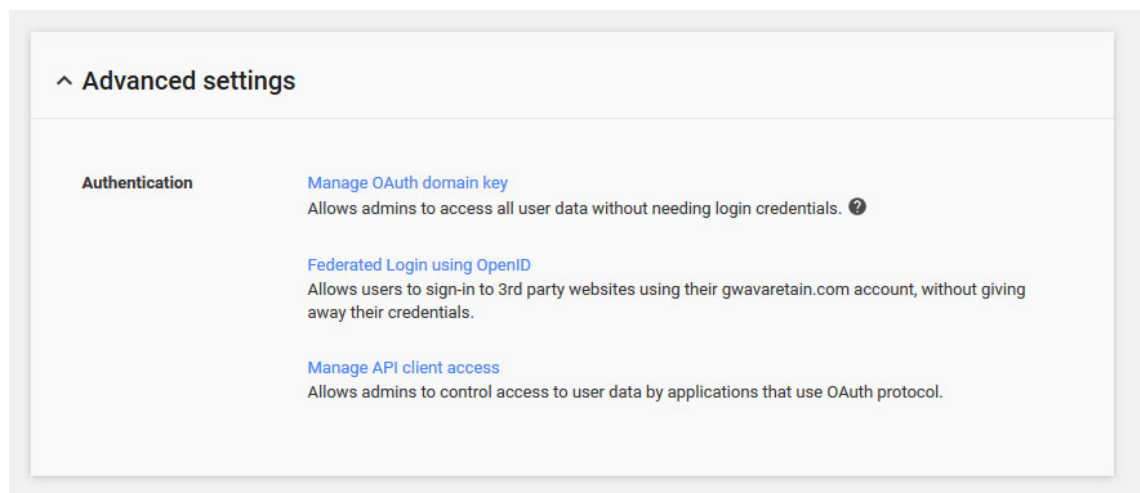 Advanced settings
Authentication
Manage OAuth domain key
Allows admins to access all user data without needing login credentials. ?
Federated Login using OpenID
Allows users to sign-in to 3rd party websites using their gwavaretain.com account, without giving
away their credentials.
Manage API client access
Allows admins to control access to user data by applications that use OAuth protocol.